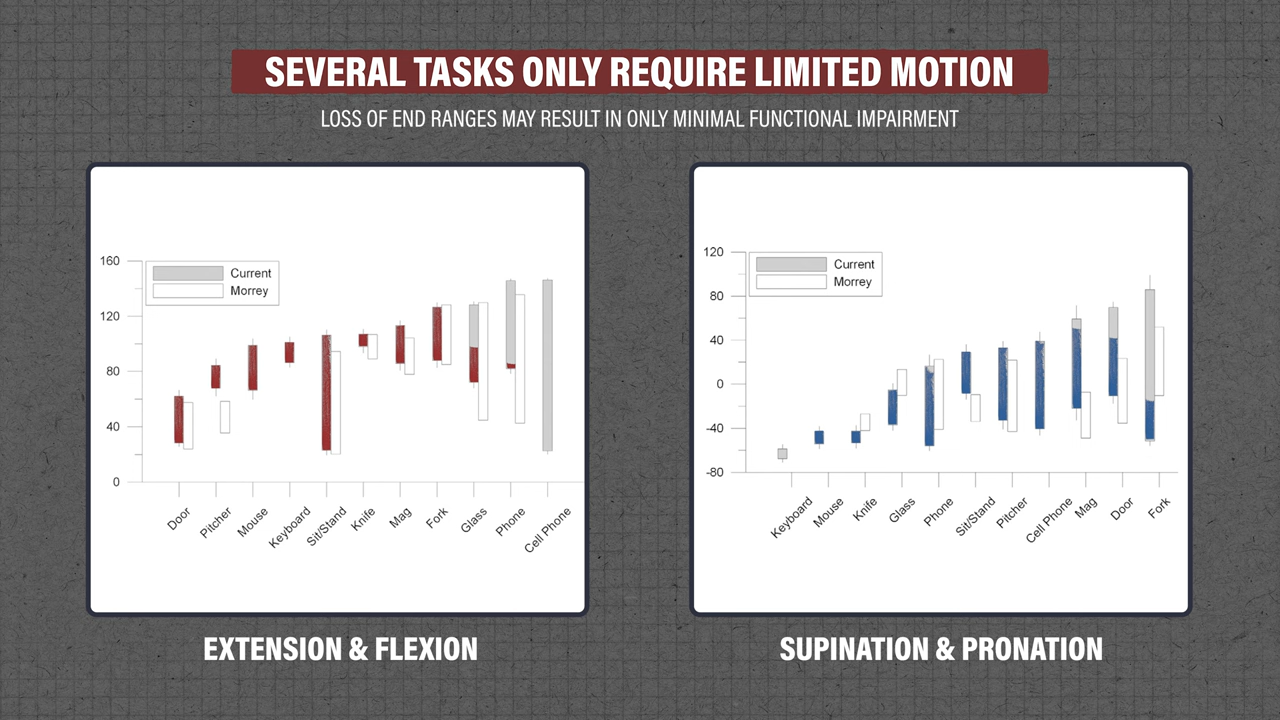 SEVERAL TASKS ONLY REQUIRE LIMITED MOTION
LOSS OF END RANGES MAY RESULT IN ONLY MINIMAL FUNCTIONAL IMPAIRMENT
160
120
80
40
0
Current
Morrey
Door
Pitcher
Mouse
Keyboard
Sit/Stand
Knife
Mag
Fork
Glass
Phone
Cell Phone
EXTENSION & FLEXION
120
80
40
0
-40
-80
Current
Morrey
Keyboard
Mouse
Knife
Glass
Phone
Sit/Stand
Pitcher
Cell Phone
Mag
Door
Fork
SUPINATION & PRONATION